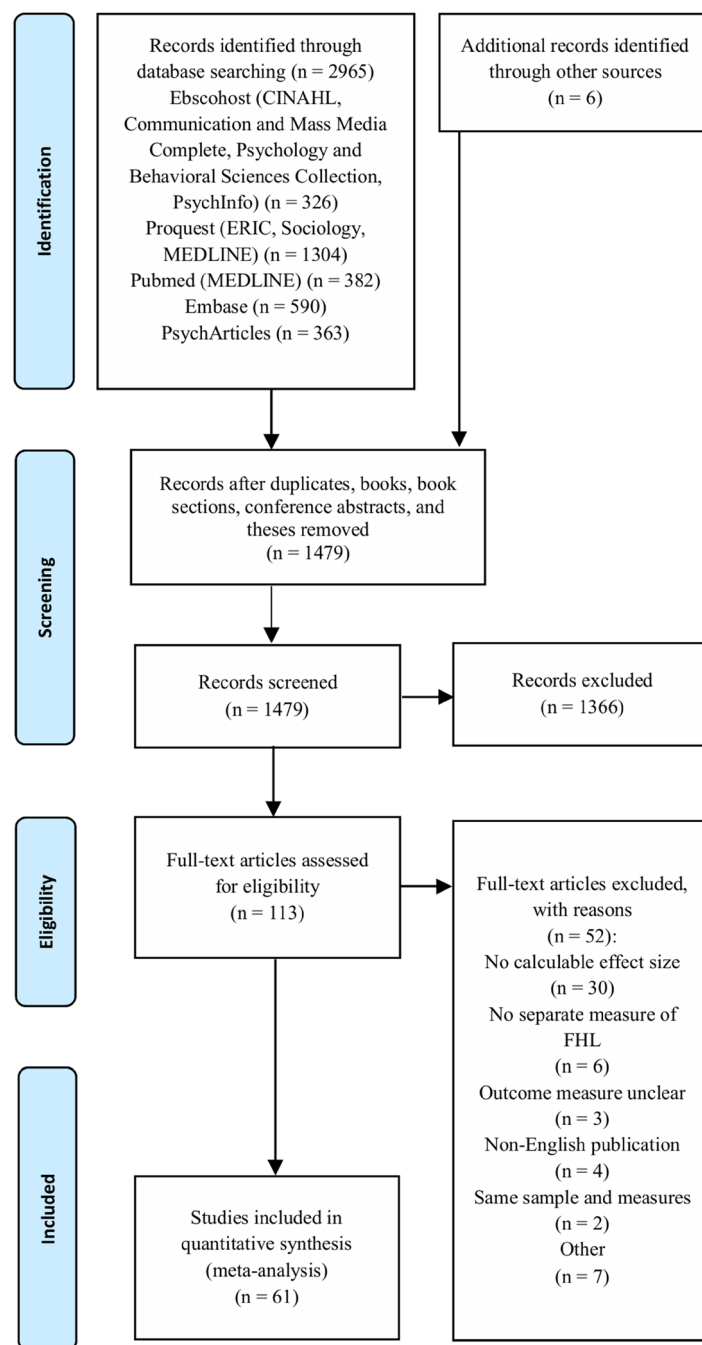 Identification
Records identified through
database searching (n = 2965)
Ebscohost (CINAHL,
Communication and Mass Media
Complete, Psychology and
Behavioral Sciences Collection,
PsychInfo) (n = 326)
Proquest (ERIC, Sociology,
MEDLINE) (n = 1304)
Pubmed (MEDLINE) (n = 382)
Embase (n = 590)
PsychArticles (n = 363)
Additional records identified
through other sources
(n = 6)
Screening
Records after duplicates, books, book
sections, conference abstracts, and
theses removed
(n = 1479)
Records screened
(n = 1479)
Records excluded
(n = 1366)
Eligibility
Full-text articles assessed
for eligibility
(n = 113)
Full-text articles excluded,
with reasons
(n = 52):
No calculable effect size
(n = 30)
No separate measure of
FHL
(n = 6)
Outcome measure unclear
(n = 3)
Non-English publication
(n = 4)
Same sample and measures
(n = 2)
Other
(n = 7)
Included
Studies included in
quantitative synthesis
(meta-analysis)
(n = 61)